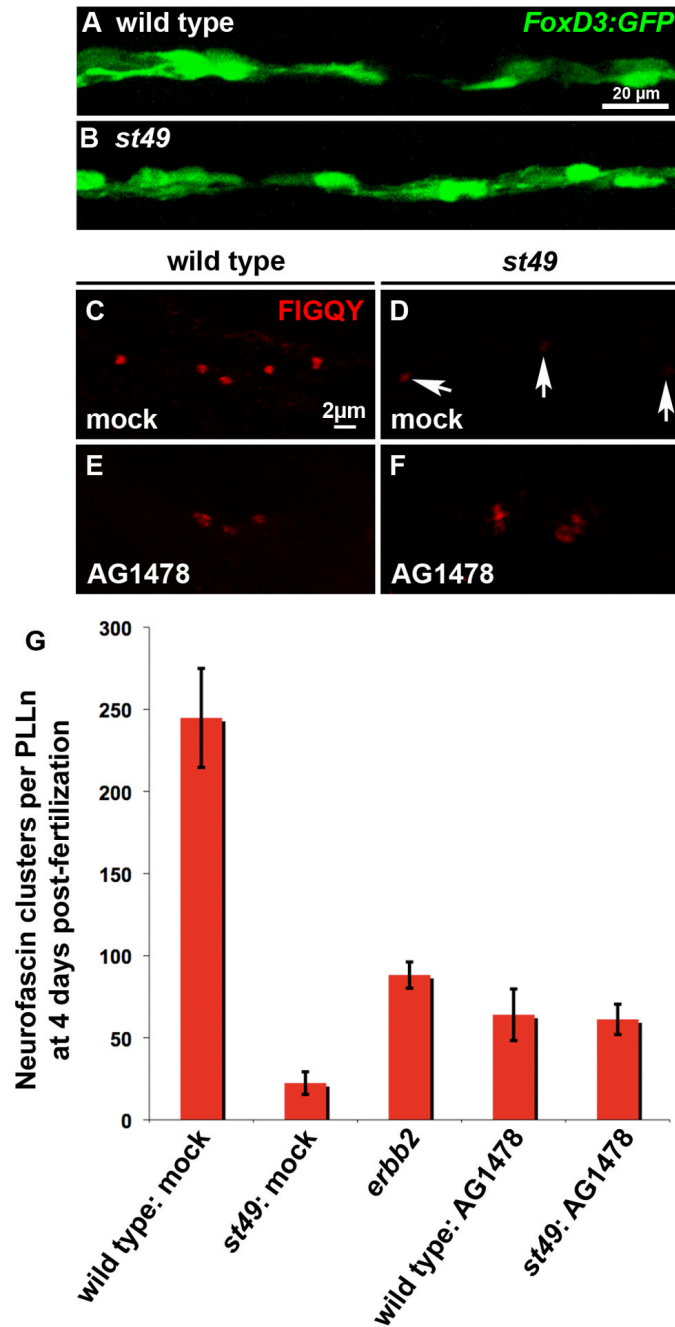 A wild type FoxD3:GFP
20 µm
B st49
wild type st49
C FIGQY D
mock 2µm mock
E F
AG1478 AG1478
G
Neurofascin clusters per PLLn
at 4 days post-fertilization
300
250
200
150
100
50
0
wild type: mock
st49: mock
erbb2
wild type: AG1478
st49: AG1478